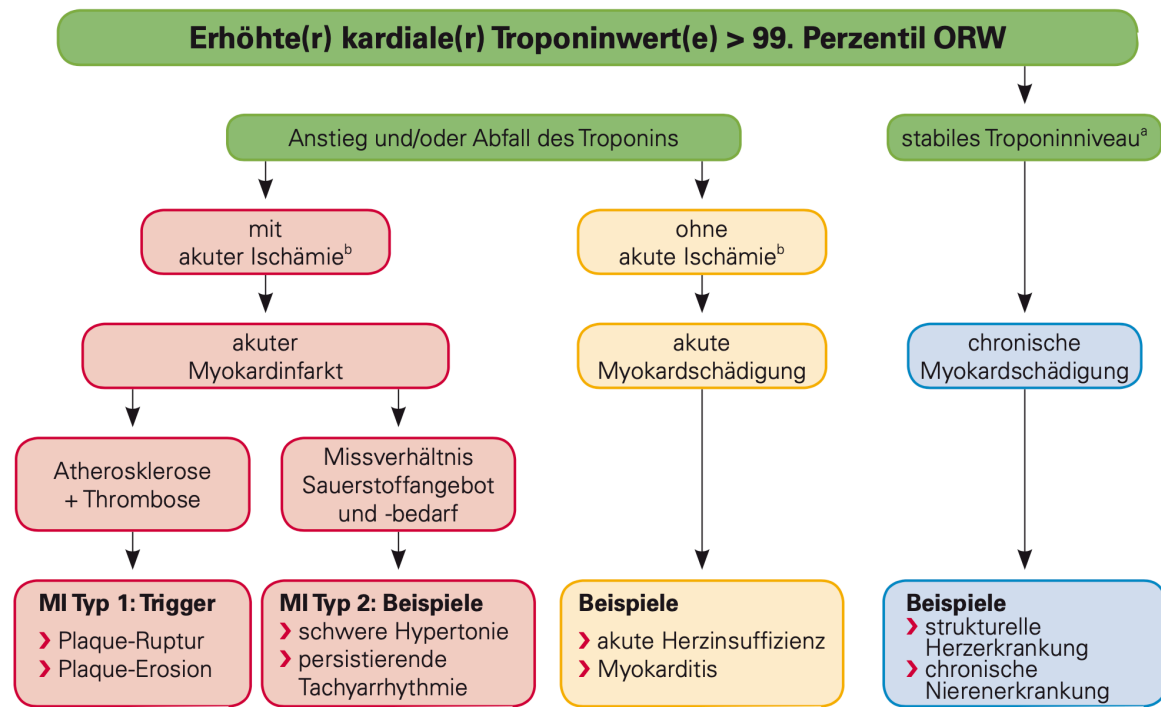 Erhöhte(r) kardiale(r) Troponinwert(e) > 99. Perzentil ORW
Anstieg und/oder Abfall des Troponins
stabiles Troponinniveauᵃ
mit
akuter Ischämieᵇ
ohne
akute Ischämieᵇ
akuter
Myokardinfarkt
akute
Myokardschädigung
chronische
Myokardschädigung
Atherosklerose
+ Thrombose
Missverhältnis
Sauerstoffangebot
und -bedarf
MI Typ 1: Trigger
❯ Plaque-Ruptur
❯ Plaque-Erosion
MI Typ 2: Beispiele
❯ schwere Hypertonie
❯ persistierende
Tachyarrhythmie
Beispiele
❯ akute Herzinsuffizienz
❯ Myokarditis
Beispiele
❯ strukturelle
Herzerkrankung
❯ chronische
Nierenerkrankung